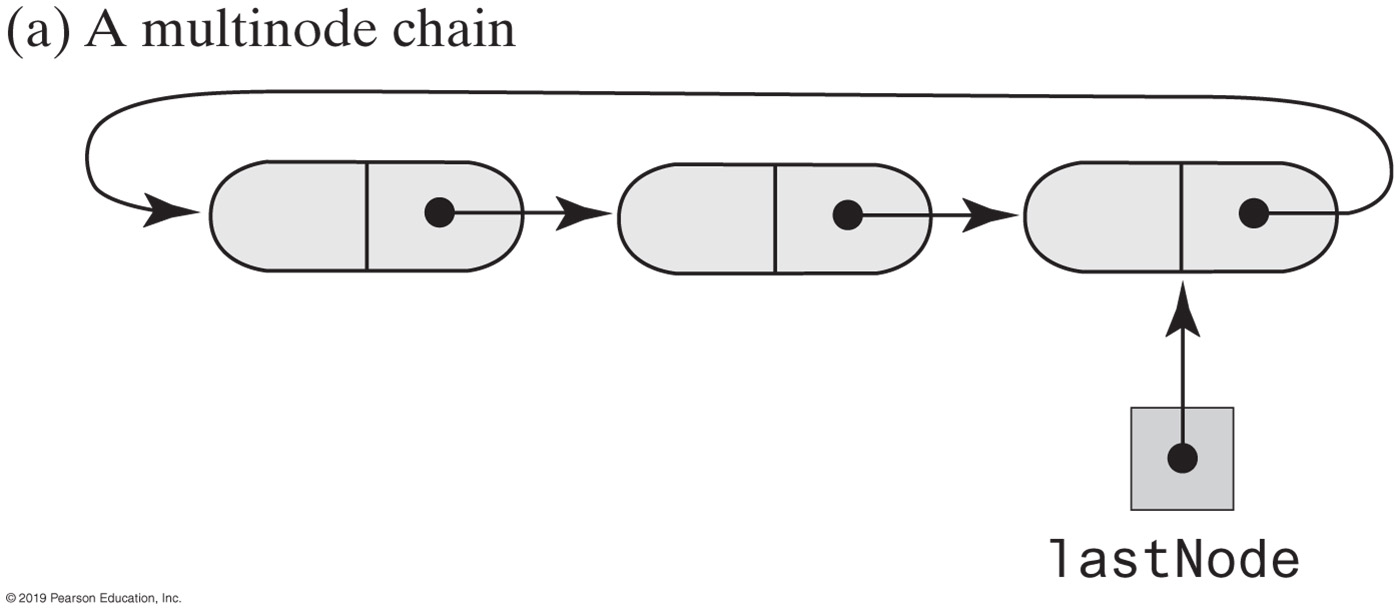 (a) A multinode chain
lastNode
© 2019 Pearson Education, Inc.